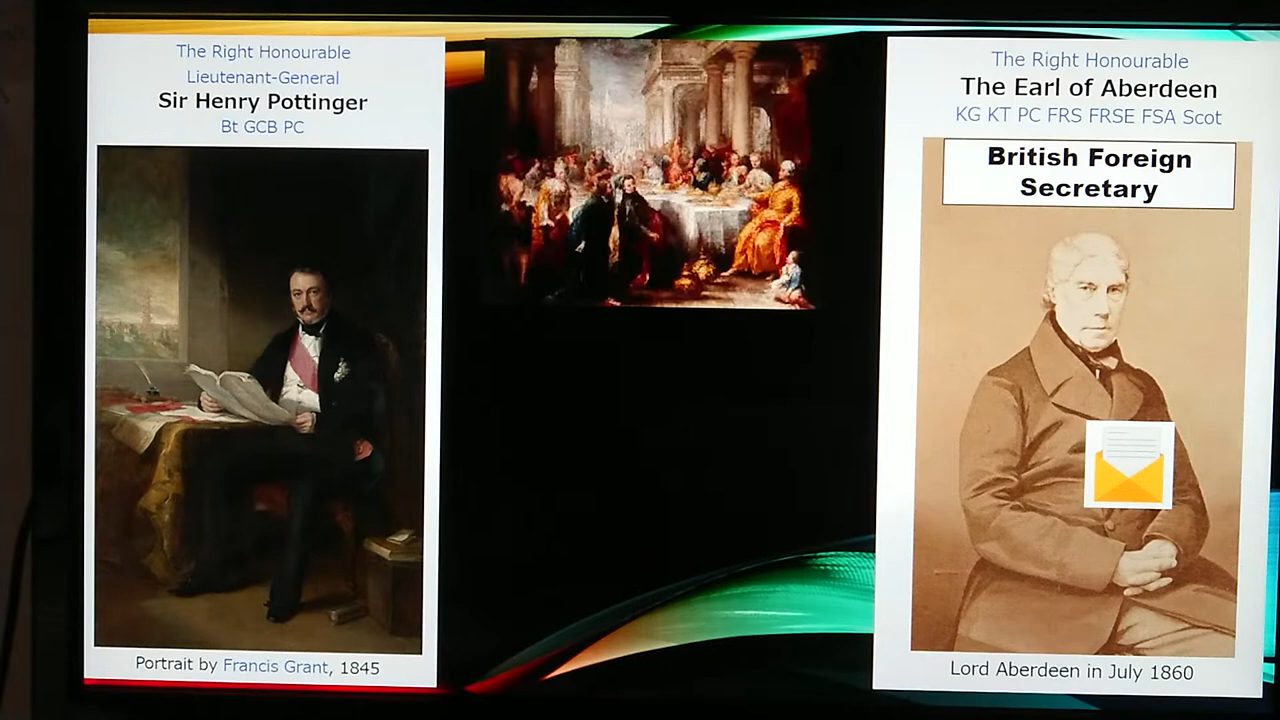 The Right Honourable
Lieutenant-General
Sir Henry Pottinger
Bt GCB PC
Portrait by Francis Grant, 1845
The Right Honourable
The Earl of Aberdeen
KG KT PC FRS FRSE FSA Scot
British Foreign
Secretary
Lord Aberdeen in July 1860